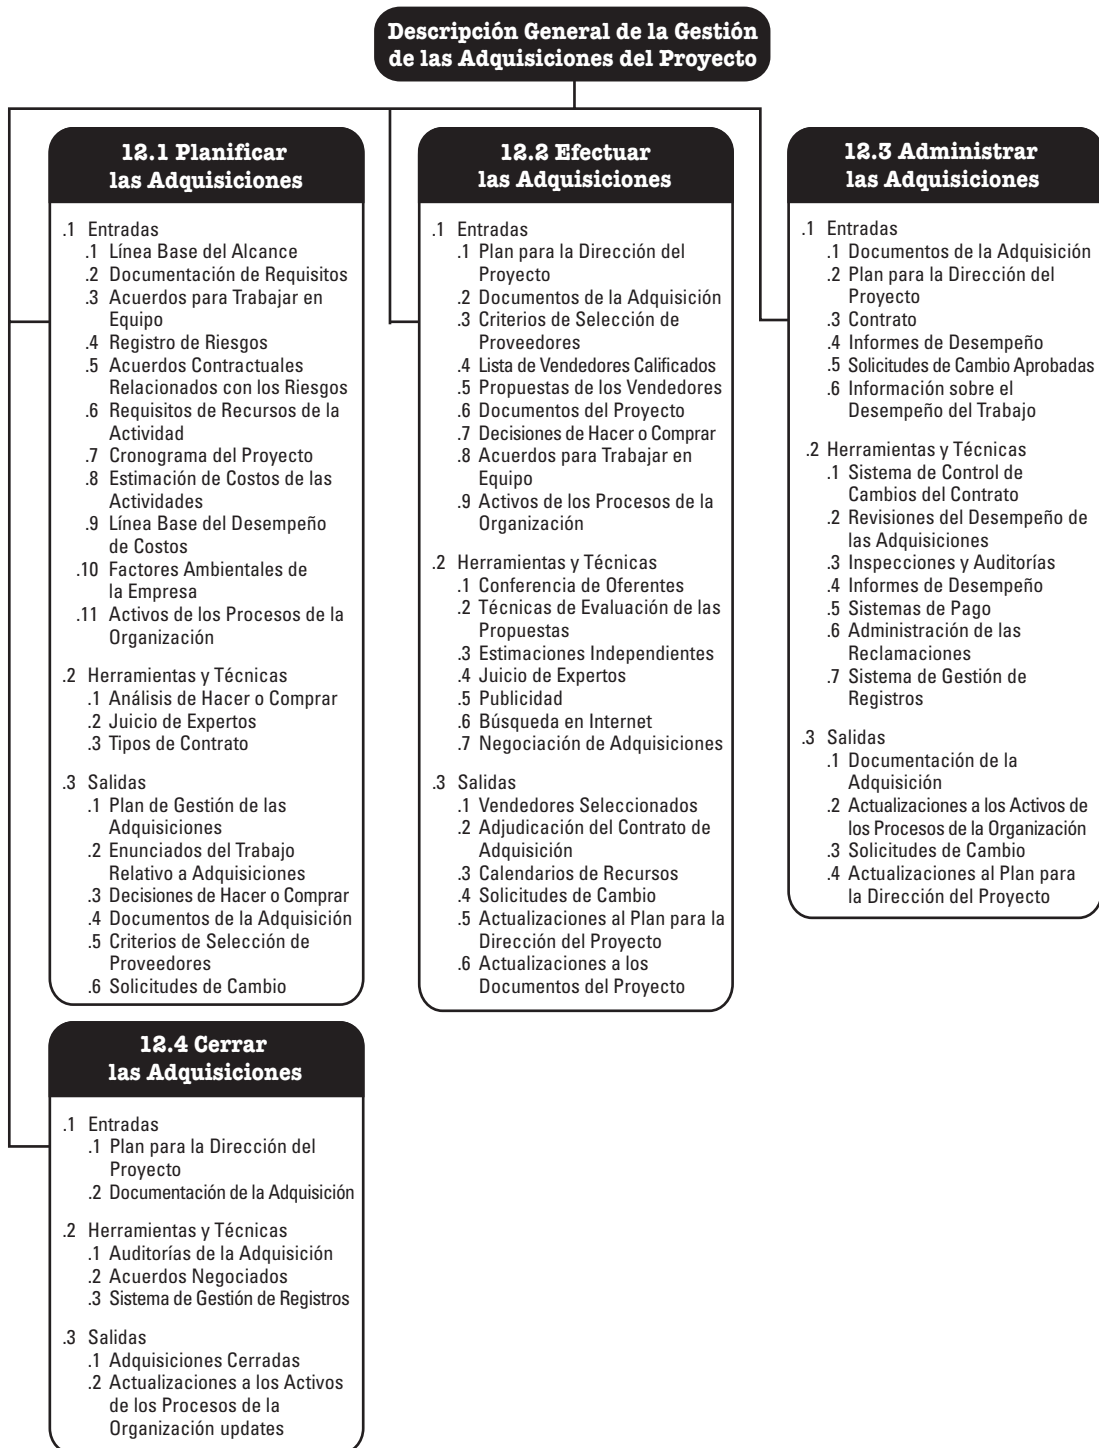 Descripción General de la Gestión
de las Adquisiciones del Proyecto
12.1 Planificar
las Adquisiciones
.1 Entradas
.1 Línea Base del Alcance
.2 Documentación de Requisitos
.3 Acuerdos para Trabajar en
Equipo
.4 Registro de Riesgos
.5 Acuerdos Contractuales
Relacionados con los Riesgos
.6 Requisitos de Recursos de la
Actividad
.7 Cronograma del Proyecto
.8 Estimación de Costos de las
Actividades
.9 Línea Base del Desempeño
de Costos
.10 Factores Ambientales de
la Empresa
.11 Activos de los Procesos de la
Organización
.2 Herramientas y Técnicas
.1 Análisis de Hacer o Comprar
.2 Juicio de Expertos
.3 Tipos de Contrato
.3 Salidas
.1 Plan de Gestión de las
Adquisiciones
.2 Enunciados del Trabajo
Relativo a Adquisiciones
.3 Decisiones de Hacer o Comprar
.4 Documentos de la Adquisición
.5 Criterios de Selección de
Proveedores
.6 Solicitudes de Cambio
12.2 Efectuar
las Adquisiciones
.1 Entradas
.1 Plan para la Dirección del
Proyecto
.2 Documentos de la Adquisición
.3 Criterios de Selección de
Proveedores
.4 Lista de Vendedores Calificados
.5 Propuestas de los Vendedores
.6 Documentos del Proyecto
.7 Decisiones de Hacer o Comprar
.8 Acuerdos para Trabajar en
Equipo
.9 Activos de los Procesos de la
Organización
.2 Herramientas y Técnicas
.1 Conferencia de Oferentes
.2 Técnicas de Evaluación de las
Propuestas
.3 Estimaciones Independientes
.4 Juicio de Expertos
.5 Publicidad
.6 Búsqueda en Internet
.7 Negociación de Adquisiciones
.3 Salidas
.1 Vendedores Seleccionados
.2 Adjudicación del Contrato de
Adquisición
.3 Calendarios de Recursos
.4 Solicitudes de Cambio
.5 Actualizaciones al Plan para la
Dirección del Proyecto
.6 Actualizaciones a los
Documentos del Proyecto
12.3 Administrar
las Adquisiciones
.1 Entradas
.1 Documentos de la Adquisición
.2 Plan para la Dirección del
Proyecto
.3 Contrato
.4 Informes de Desempeño
.5 Solicitudes de Cambio Aprobadas
.6 Información sobre el
Desempeño del Trabajo
.2 Herramientas y Técnicas
.1 Sistema de Control de
Cambios del Contrato
.2 Revisiones del Desempeño de
las Adquisiciones
.3 Inspecciones y Auditorías
.4 Informes de Desempeño
.5 Sistemas de Pago
.6 Administración de las
Reclamaciones
.7 Sistema de Gestión de
Registros
.3 Salidas
.1 Documentación de la
Adquisición
.2 Actualizaciones a los Activos de
los Procesos de la Organización
.3 Solicitudes de Cambio
.4 Actualizaciones al Plan para
la Dirección del Proyecto
12.4 Cerrar
las Adquisiciones
.1 Entradas
.1 Plan para la Dirección del
Proyecto
.2 Documentación de la Adquisición
.2 Herramientas y Técnicas
.1 Auditorías de la Adquisición
.2 Acuerdos Negociados
.3 Sistema de Gestión de Registros
.3 Salidas
.1 Adquisiciones Cerradas
.2 Actualizaciones a los Activos
de los Procesos de la
Organización updates